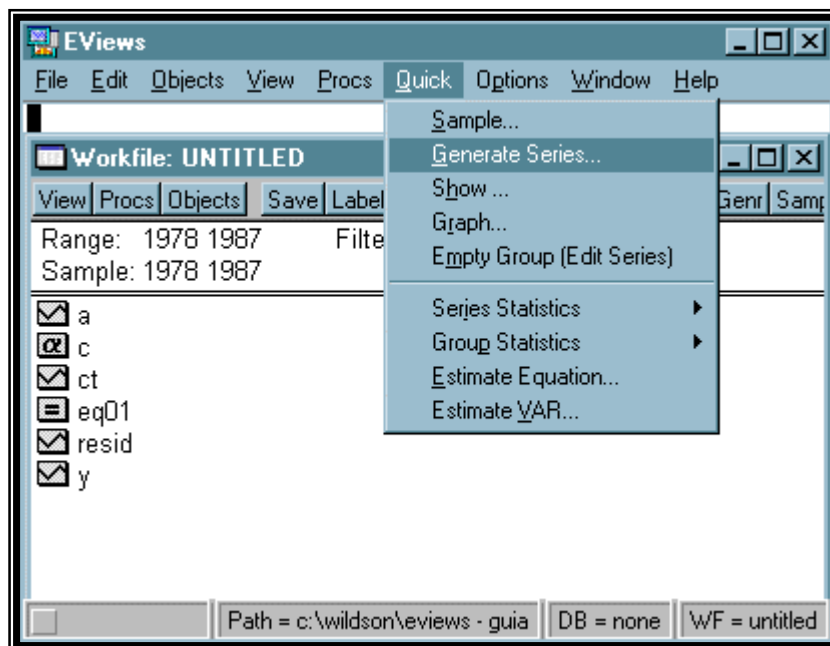 EViews
File Edit Objects View Procs Quick Options Window Help
Sample...
Generate Series...
Show ...
Graph...
Empty Group (Edit Series)
Series Statistics
Group Statistics
Estimate Equation...
Estimate VAR...
Workfile: UNTITLED
View Procs Objects Save Label Genr Samp
Range: 1978 1987 Filte
Sample: 1978 1987
a
α c
ct
eq01
resid
y
Path = c:\wildson\eviews - guia DB = none WF = untitled